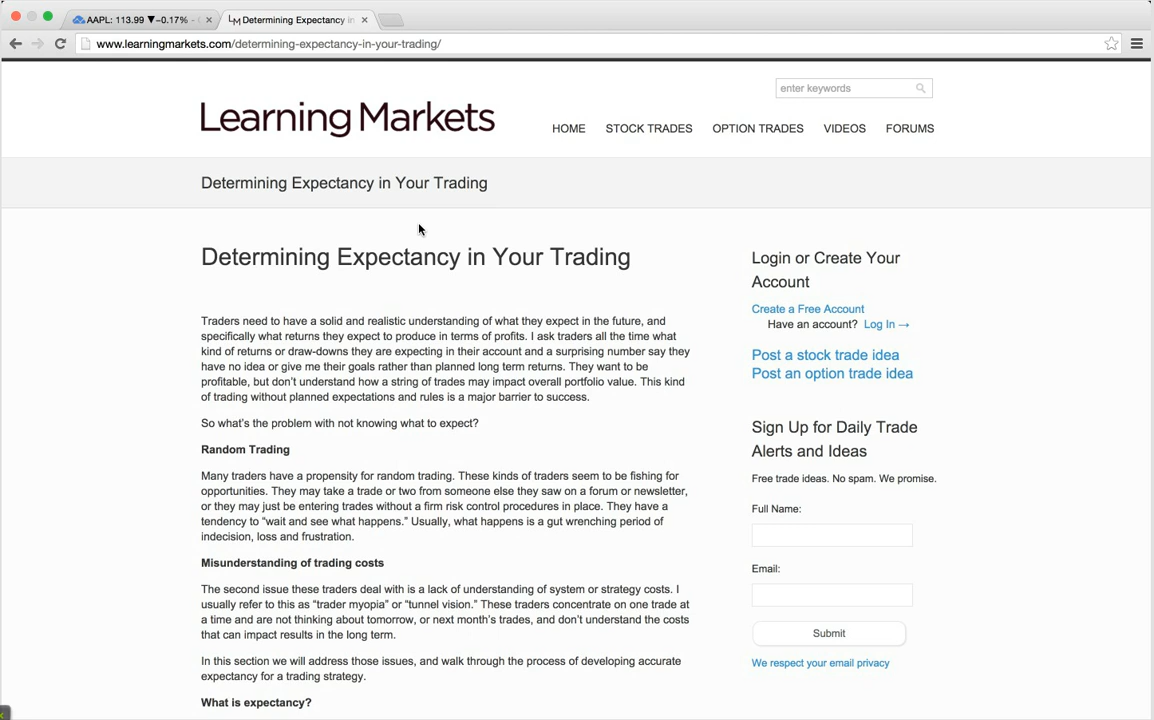 AAPL: 113.99 ▼-0.17% -
Determining Expectancy in
www.learningmarkets.com/determining-expectancy-in-your-trading/
enter keywords
Learning Markets
HOME STOCK TRADES OPTION TRADES VIDEOS FORUMS
Determining Expectancy in Your Trading
Determining Expectancy in Your Trading
Traders need to have a solid and realistic understanding of what they expect in the future, and
specifically what returns they expect to produce in terms of profits. I ask traders all the time what
kind of returns or draw-downs they are expecting in their account and a surprising number say they
have no idea or give me their goals rather than planned long term returns. They want to be
profitable, but don't understand how a string of trades may impact overall portfolio value. This kind
of trading without planned expectations and rules is a major barrier to success.
So what's the problem with not knowing what to expect?
Random Trading
Many traders have a propensity for random trading. These kinds of traders seem to be fishing for
opportunities. They may take a trade or two from someone else they saw on a forum or newsletter,
or they may just be entering trades without a firm risk control procedures in place. They have a
tendency to "wait and see what happens." Usually, what happens is a gut wrenching period of
indecision, loss and frustration.
Misunderstanding of trading costs
The second issue these traders deal with is a lack of understanding of system or strategy costs. I
usually refer to this as "trader myopia" or "tunnel vision." These traders concentrate on one trade at
a time and are not thinking about tomorrow, or next month's trades, and don't understand the costs
that can impact results in the long term.
In this section we will address those issues, and walk through the process of developing accurate
expectancy for a trading strategy.
What is expectancy?
Login or Create Your
Account
Create a Free Account
Have an account? Log In →
Post a stock trade idea
Post an option trade idea
Sign Up for Daily Trade
Alerts and Ideas
Free trade ideas. No spam. We promise.
Full Name:
Email:
Submit
We respect your email privacy